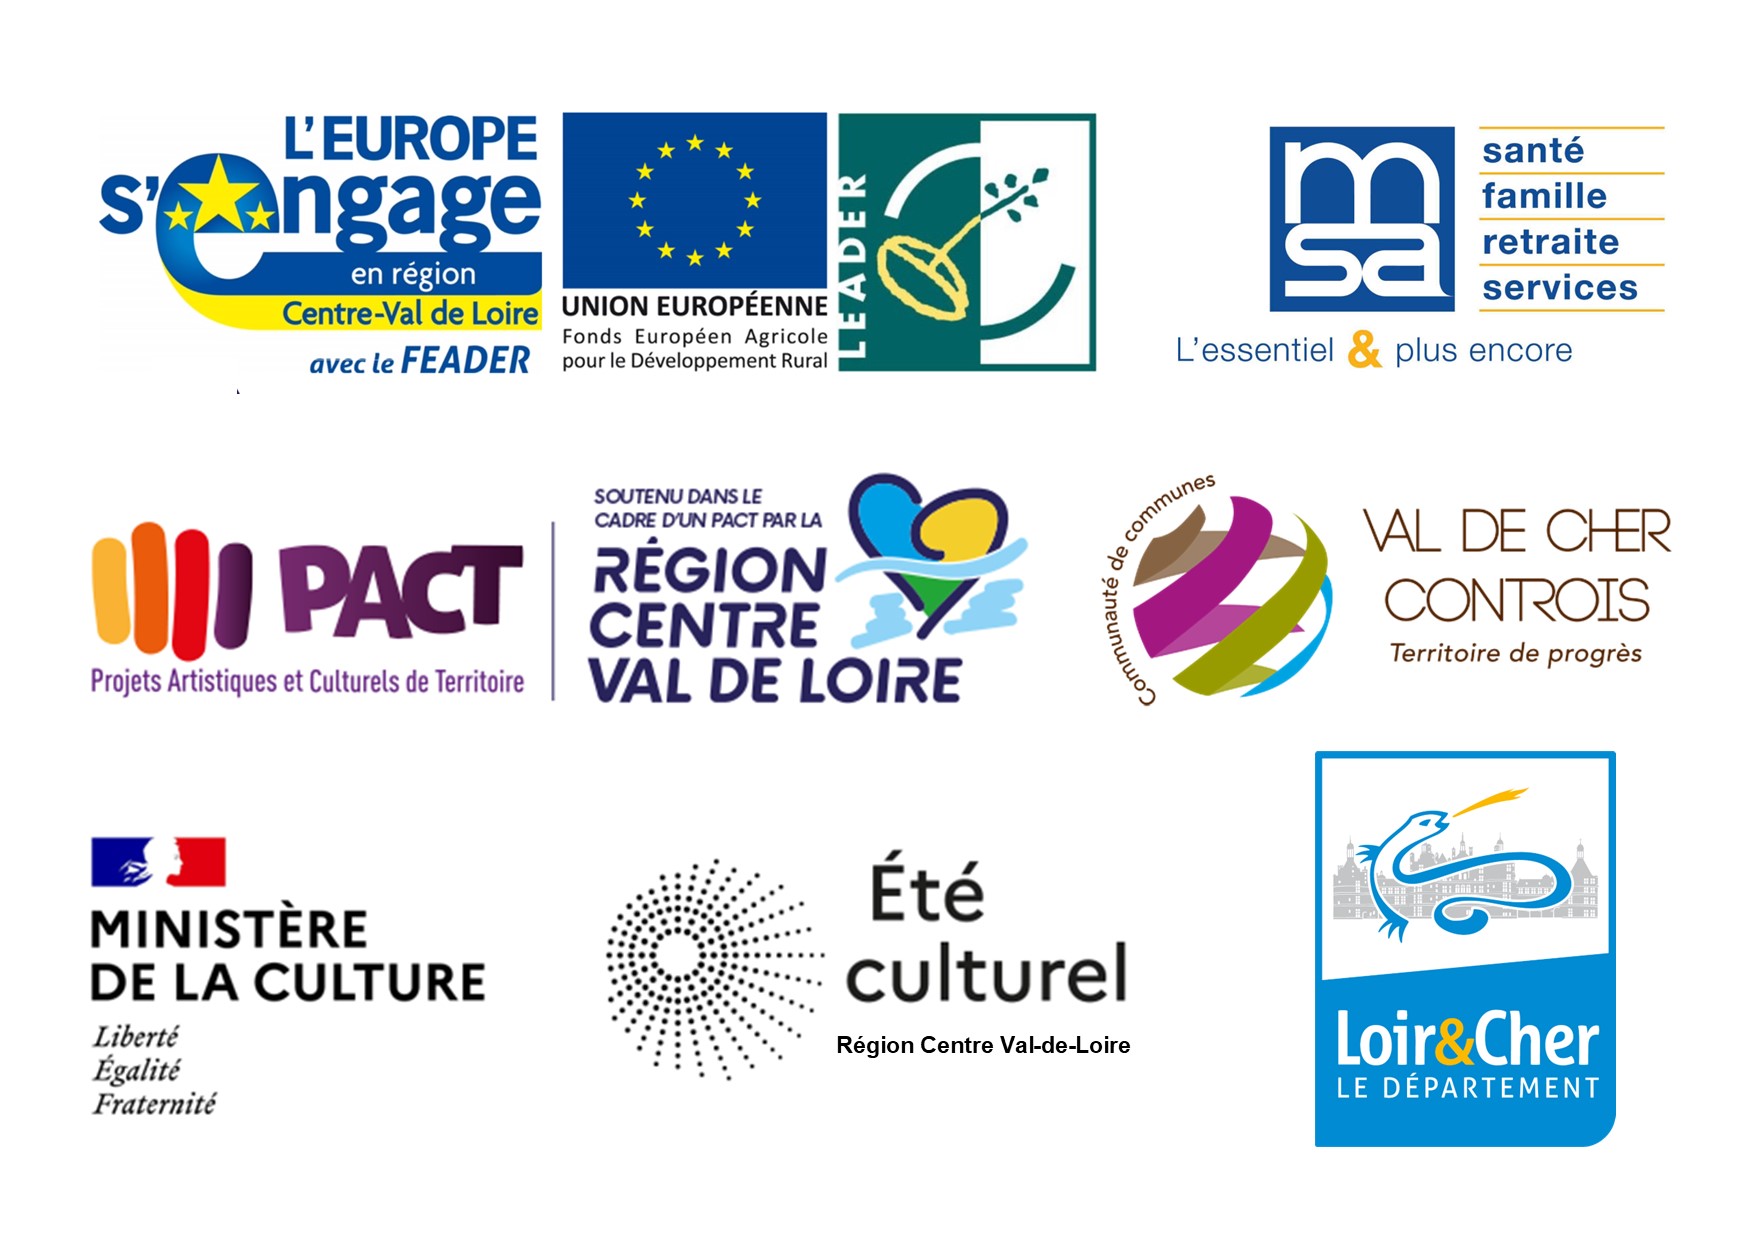 L'EUROPE
s'engage
en région
Centre-Val de Loire
avec le FEADER
UNION EUROPÉENNE
Fonds Européen Agricole
pour le Développement Rural
LEADER
msa
santé
famille
retraite
services
L'essentiel & plus encore
PACT
Projets Artistiques et Culturels de Territoire
SOUTENU DANS LE
CADRE D'UN PACT PAR LA
RÉGION
CENTRE
VAL DE LOIRE
Communauté de communes
VAL DE CHER
CONTROIS
Territoire de progrès
MINISTÈRE
DE LA CULTURE
Liberté
Égalité
Fraternité
Été
culturel
Région Centre Val-de-Loire
Loir&Cher
LE DÉPARTEMENT